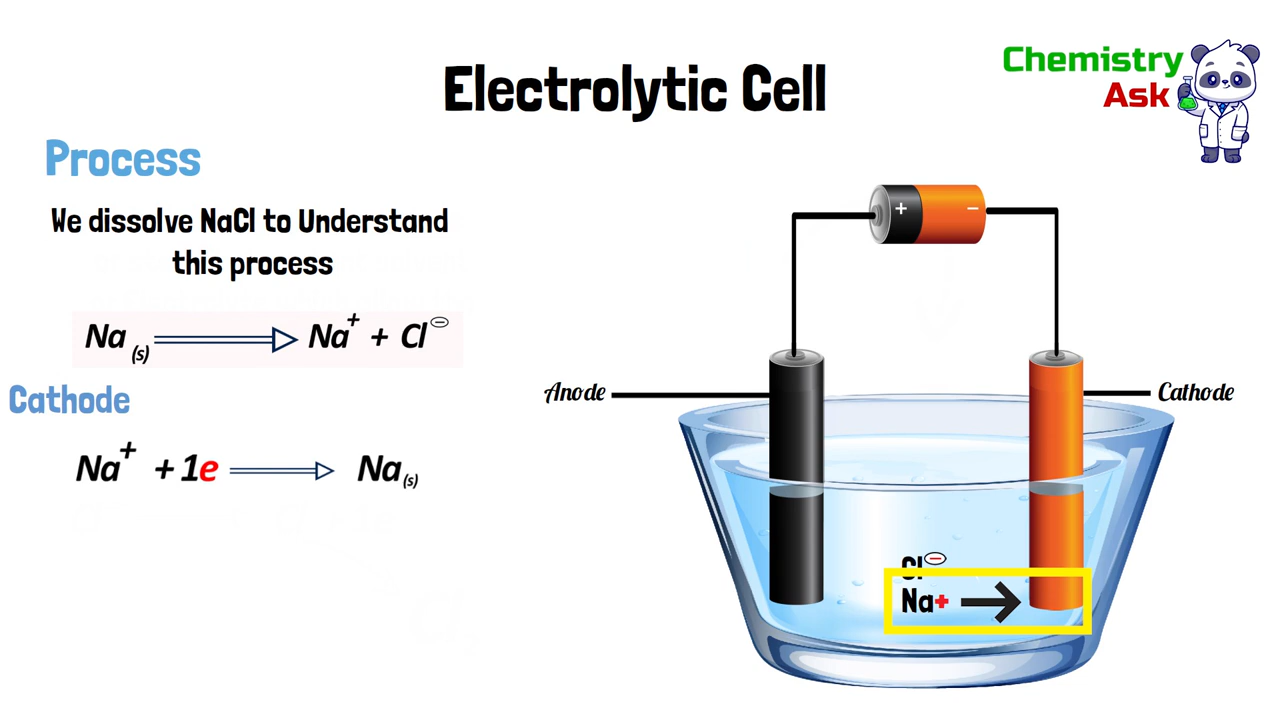 Electrolytic Cell
Chemistry
Ask
Process
We dissolve NaCl to Understand
this process
Na (s) ⟹ Na⁺ + Cl⊖
Cathode
Na⁺ + 1e ⟹ Na(s)
+ −
Anode
Cathode
Cl⊖
Na+ →